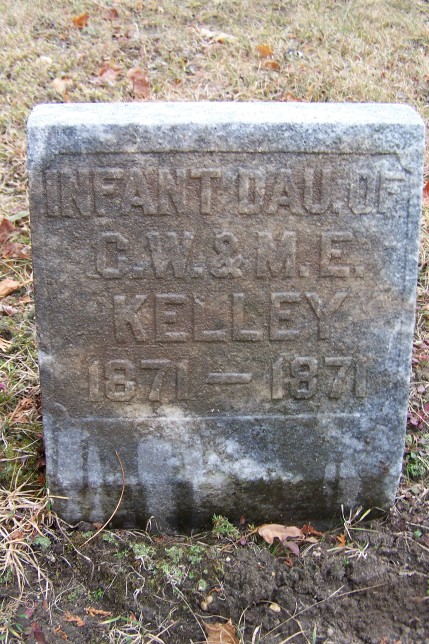 INFANT DAU. OF
C. W. & M. E.
KELLEY
1871 – 1871